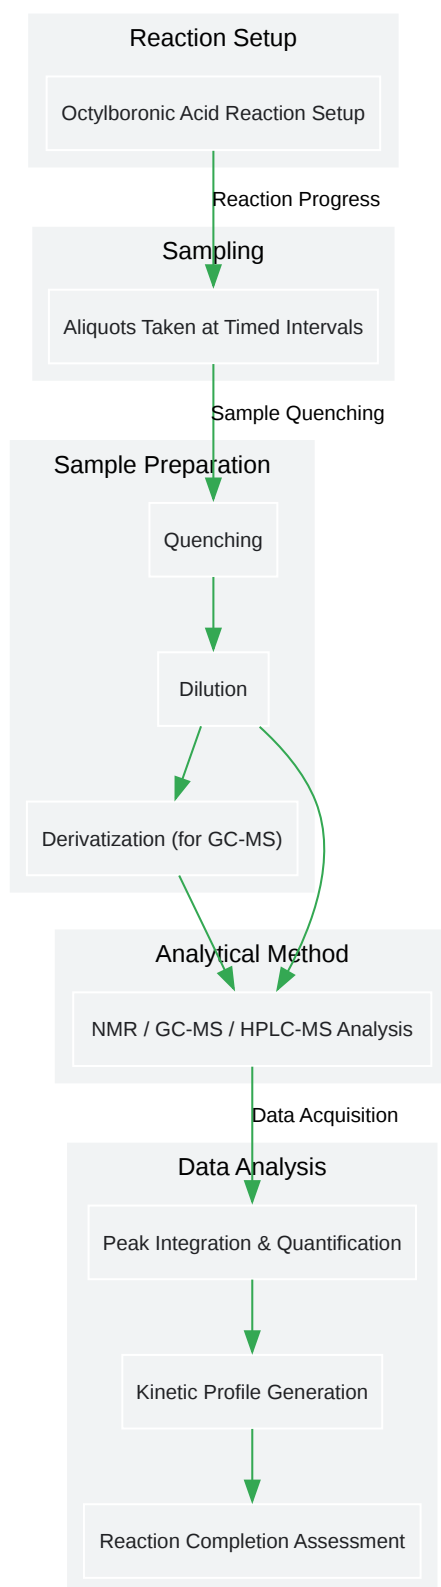 Reaction Setup
Octylboronic Acid Reaction Setup
Reaction Progress
Sampling
Aliquots Taken at Timed Intervals
Sample Quenching
Sample Preparation
Quenching
Dilution
Derivatization (for GC-MS)
Analytical Method
NMR / GC-MS / HPLC-MS Analysis
Data Acquisition
Data Analysis
Peak Integration & Quantification
Kinetic Profile Generation
Reaction Completion Assessment